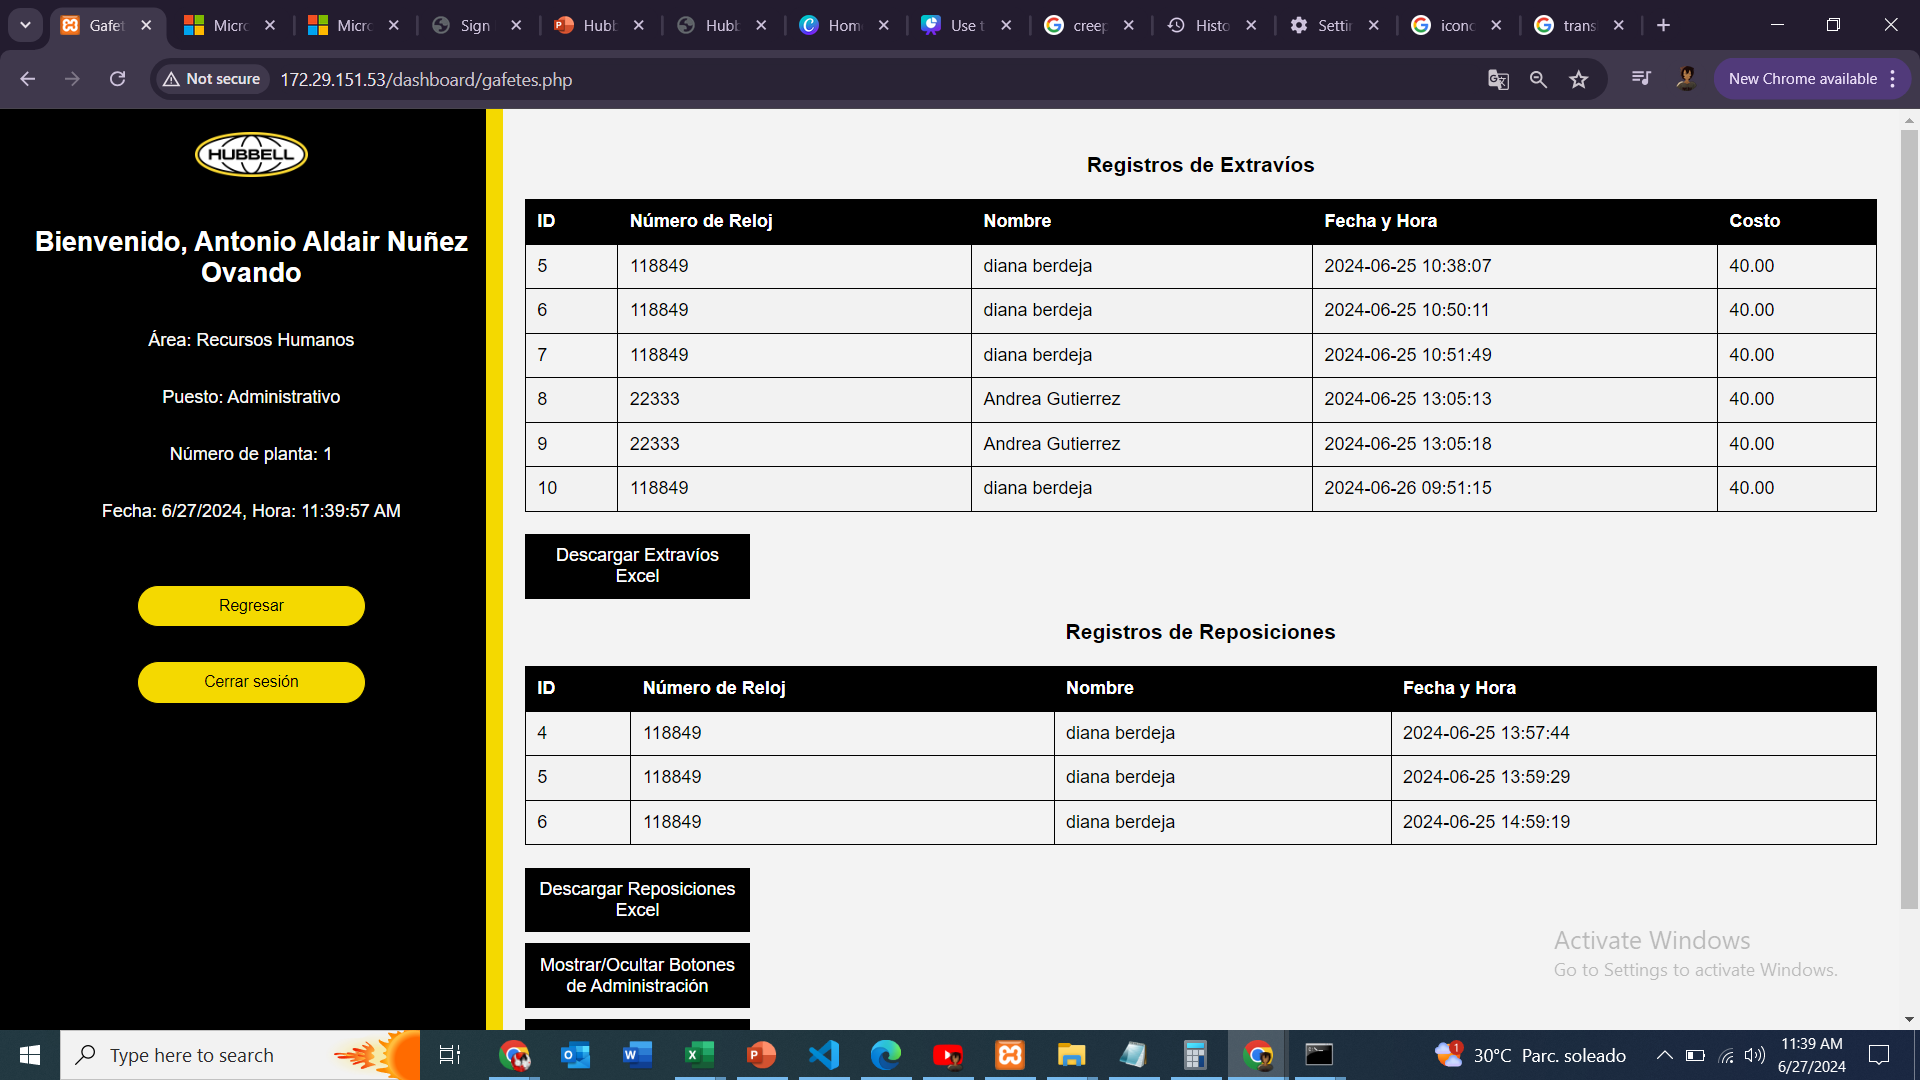 Gafet
Micro
Micro
Sign
Hubb
Hubb
Home
Use t
creep
Histo
Settin
icono
trans
Not secure
172.29.151.53/dashboard/gafetes.php
New Chrome available
HUBBELL
Bienvenido, Antonio Aldair Nuñez
Ovando
Área: Recursos Humanos
Puesto: Administrativo
Número de planta: 1
Fecha: 6/27/2024, Hora: 11:39:57 AM
Regresar
Cerrar sesión
Registros de Extravíos
ID Número de Reloj Nombre Fecha y Hora Costo
5 118849 diana berdeja 2024-06-25 10:38:07 40.00
6 118849 diana berdeja 2024-06-25 10:50:11 40.00
7 118849 diana berdeja 2024-06-25 10:51:49 40.00
8 22333 Andrea Gutierrez 2024-06-25 13:05:13 40.00
9 22333 Andrea Gutierrez 2024-06-25 13:05:18 40.00
10 118849 diana berdeja 2024-06-26 09:51:15 40.00
Descargar Extravíos
Excel
Registros de Reposiciones
ID Número de Reloj Nombre Fecha y Hora
4 118849 diana berdeja 2024-06-25 13:57:44
5 118849 diana berdeja 2024-06-25 13:59:29
6 118849 diana berdeja 2024-06-25 14:59:19
Descargar Reposiciones
Excel
Mostrar/Ocultar Botones
de Administración
Activate Windows
Go to Settings to activate Windows.
Type here to search
1
30°C Parc. soleado
11:39 AM
6/27/2024